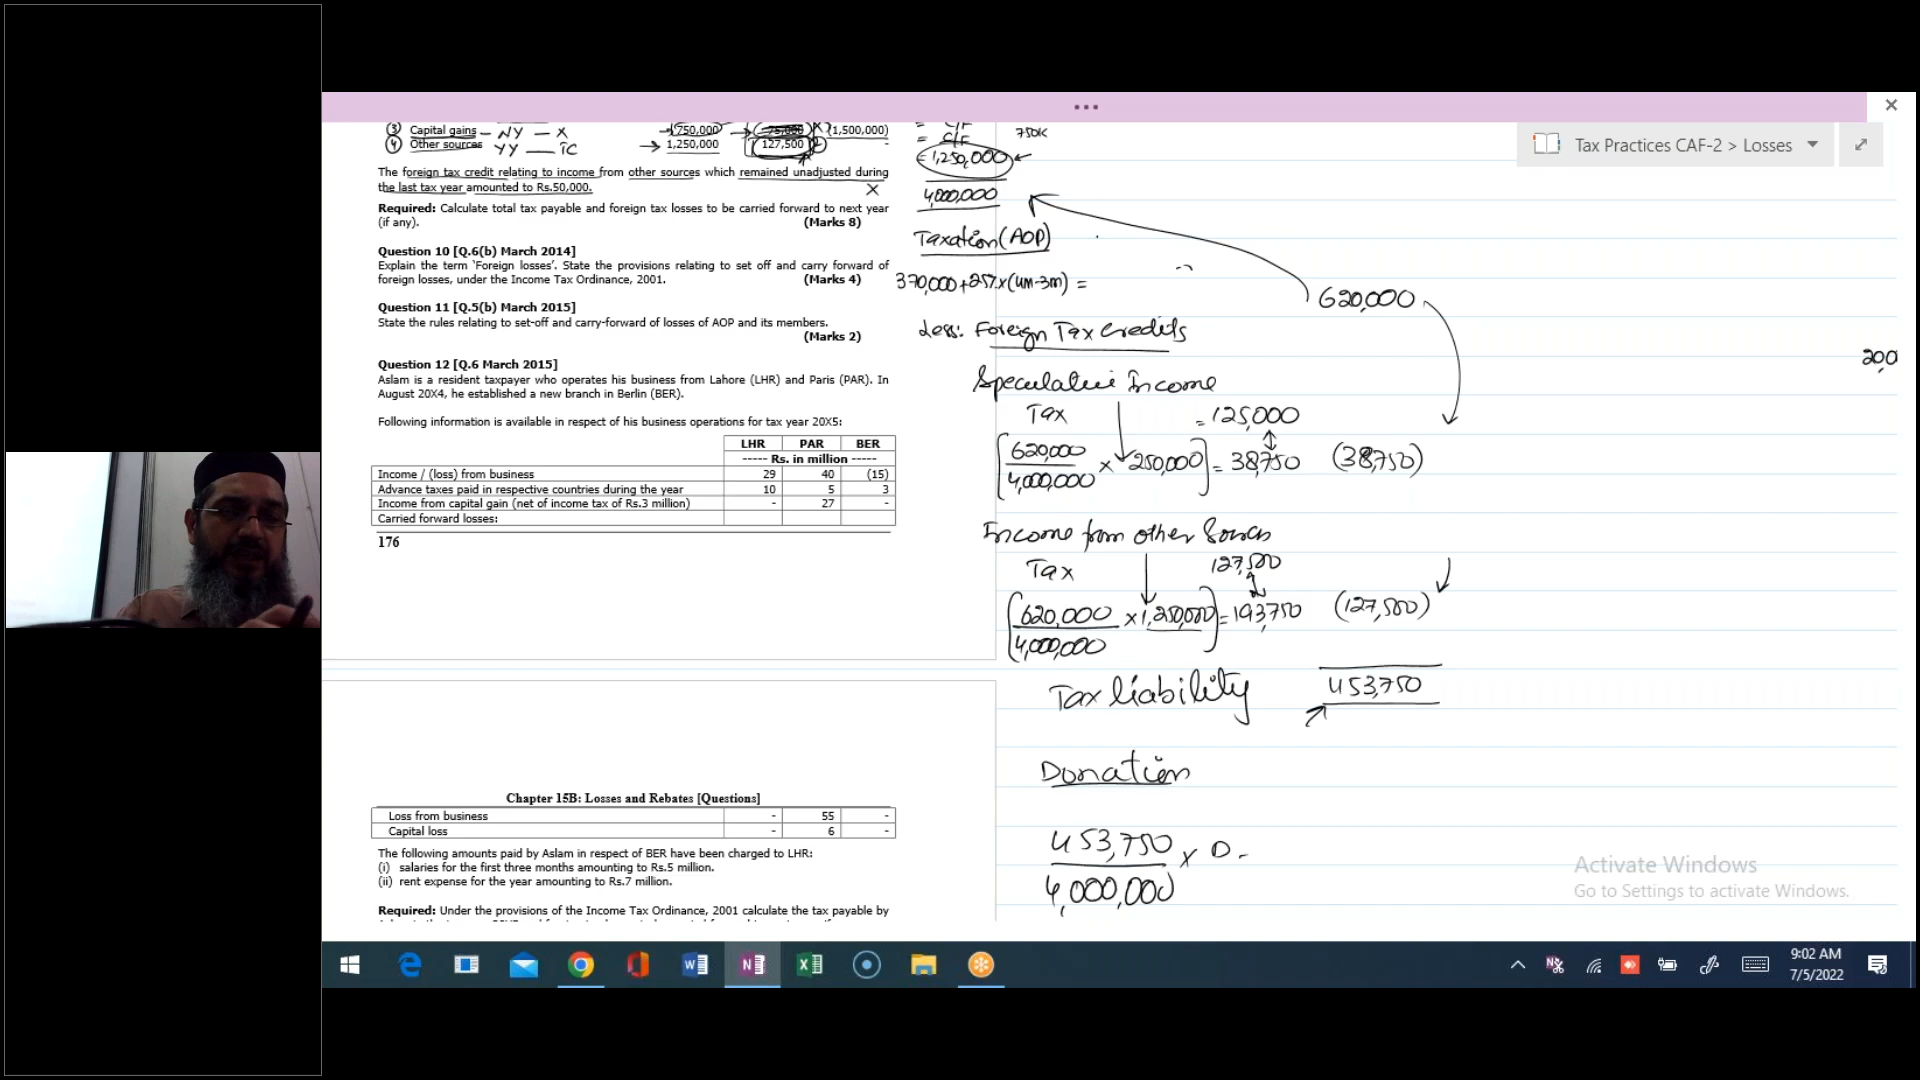 ③ Capital gains – NY – X 750,000 75,000 (1,500,000)
④ Other sources YY — TC → 1,250,000 127,500 -
The foreign tax credit relating to income from other sources which remained unadjusted during
the last tax year amounted to Rs.50,000. X
Required: Calculate total tax payable and foreign tax losses to be carried forward to next year
(if any). (Marks 8)
Question 10 [Q.6(b) March 2014]
Explain the term 'Foreign losses'. State the provisions relating to set off and carry forward of
foreign losses, under the Income Tax Ordinance, 2001. (Marks 4)
Question 11 [Q.5(b) March 2015]
State the rules relating to set-off and carry-forward of losses of AOP and its members.
(Marks 2)
Question 12 [Q.6 March 2015]
Aslam is a resident taxpayer who operates his business from Lahore (LHR) and Paris (PAR). In
August 20X4, he established a new branch in Berlin (BER).
Following information is available in respect of his business operations for tax year 20X5:
LHR PAR BER
----- Rs. in million -----
Income / (loss) from business 29 40 (15)
Advance taxes paid in respective countries during the year 10 5 3
Income from capital gain (net of income tax of Rs.3 million) - 27 -
Carried forward losses:
176
Chapter 15B: Losses and Rebates [Questions]
Loss from business - 55 -
Capital loss - 6 -
The following amounts paid by Aslam in respect of BER have been charged to LHR:
(i) salaries for the first three months amounting to Rs.5 million.
(ii) rent expense for the year amounting to Rs.7 million.
Required: Under the provisions of the Income Tax Ordinance, 2001 calculate the tax payable by
= C/F 750K
= 1,250,000
4,000,000
Taxation (AOP)
370,000 + 25% x (4m-3m) =
620,000
Less: Foreign Tax Credits
200
Speculative Income
Tax = 125,000
620,000
4,000,000 x 250,000 = 38,750 (38,750)
Income from other Sources
Tax 127,500
620,000
4,000,000 x 1,250,000 = 193,750 (127,500)
Tax liability 453,750
Donation
453,750
4,000,000 x D -
Tax Practices CAF-2 > Losses
Activate Windows
Go to Settings to activate Windows.
9:02 AM
7/5/2022